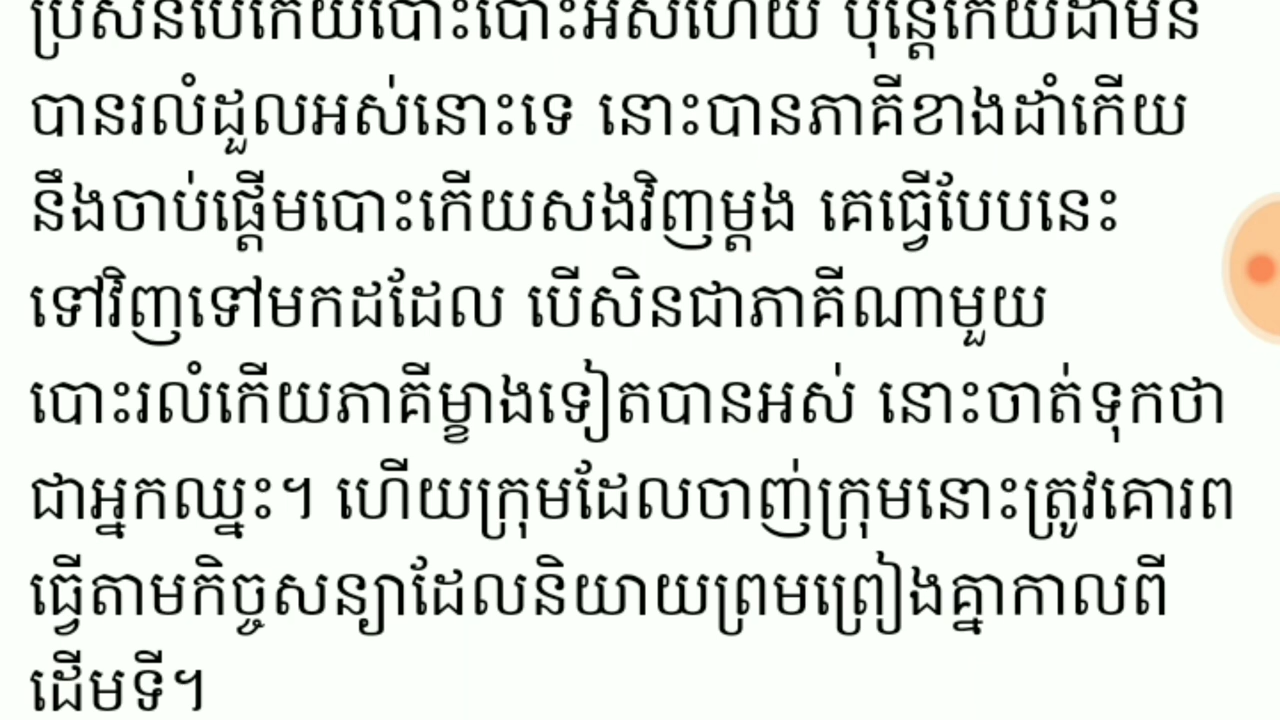 ប្រសិនបើកើយបោះបោះអស់ហើយ ប៉ុន្តែកើយដាំមិន
បានរលំដួលអស់នោះទេ នោះបានភាគីខាងដាំកើយ
នឹងចាប់ផ្តើមបោះកើយសងវិញម្តង គេធ្វើបែបនេះ
ទៅវិញទៅមកដដែល បើសិនជាភាគីណាមួយ
បោះរលំកើយភាគីម្ខាងទៀតបានអស់ នោះចាត់ទុកថា
ជាអ្នកឈ្នះ។ ហើយក្រុមដែលចាញ់ក្រុមនោះត្រូវគោរព
ធ្វើតាមកិច្ចសន្យាដែលនិយាយព្រមព្រៀងគ្នាកាលពី
ដើមទី។